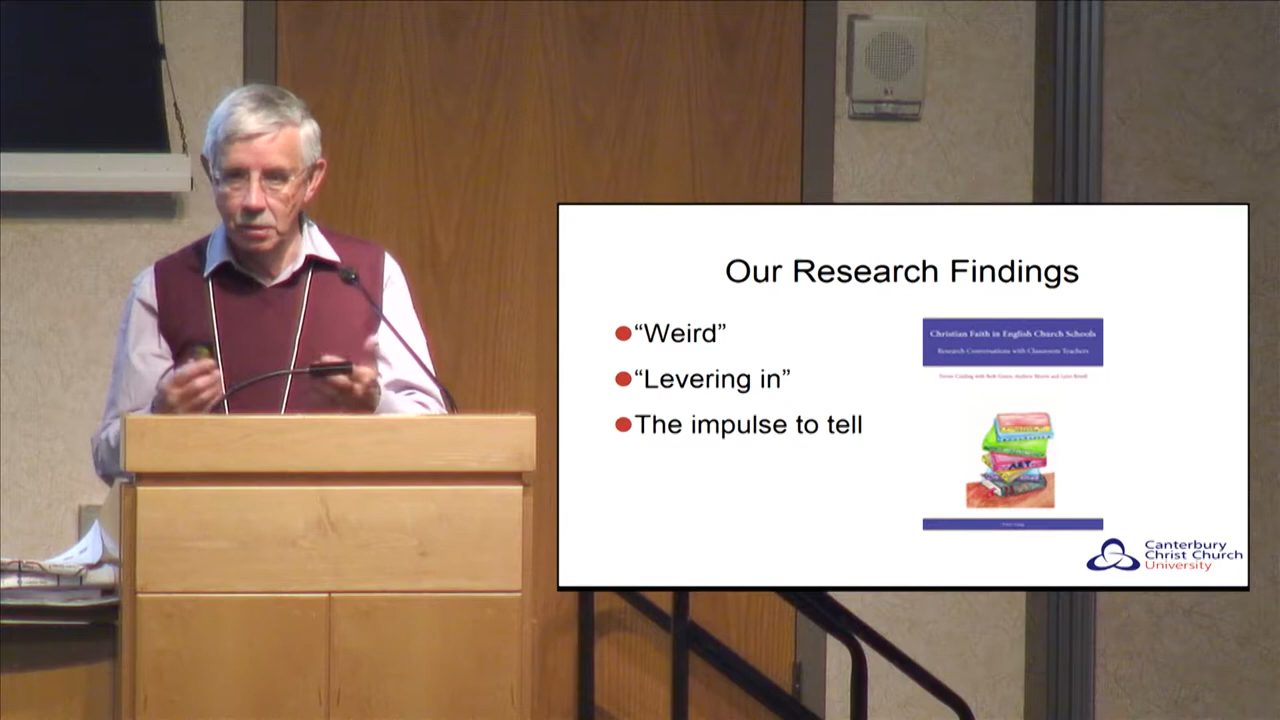 Our Research Findings
“Weird”
“Levering in”
The impulse to tell
Christian Faith in English Church Schools
Research Conversations with Classroom Teachers
ART
Canterbury
Christ Church
University